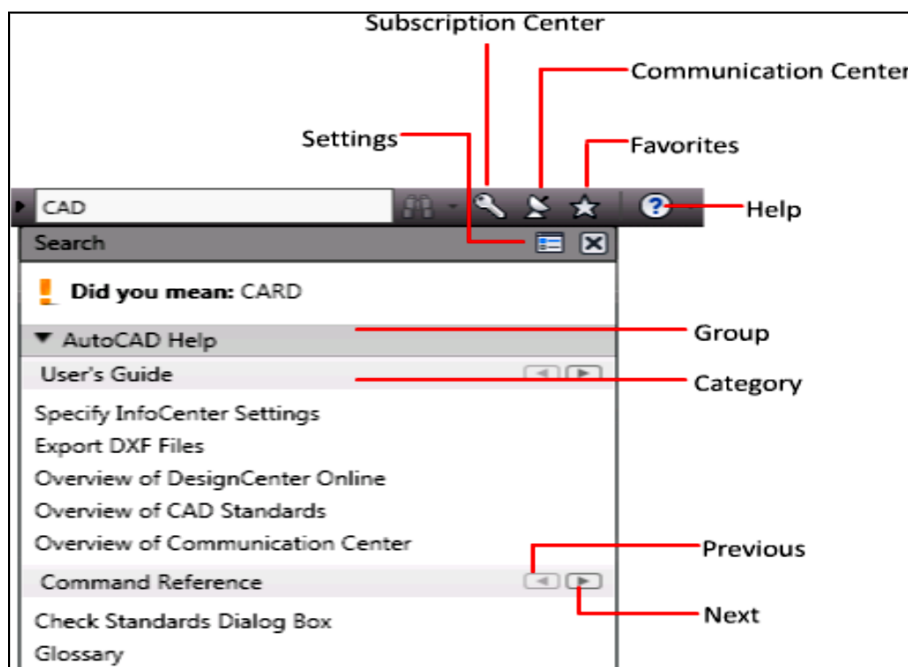 Subscription Center
Communication Center
Settings
Favorites
CAD
Help
Search
Did you mean: CARD
AutoCAD Help
Group
User's Guide
Category
Specify InfoCenter Settings
Export DXF Files
Overview of DesignCenter Online
Overview of CAD Standards
Overview of Communication Center
Previous
Command Reference
Check Standards Dialog Box
Next
Glossary